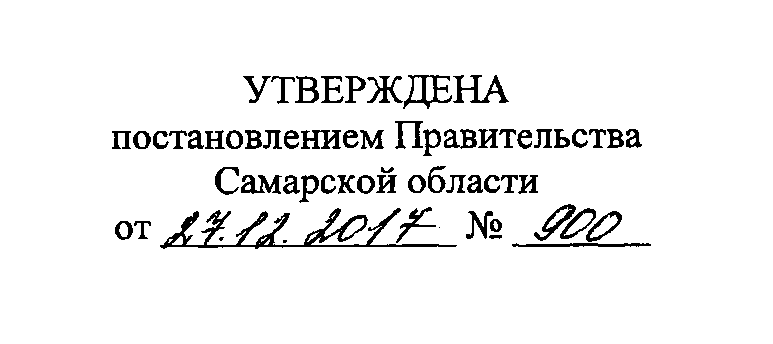 УТВЕРЖДЕНА
постановлением Правительства
Самарской области
от 27.12.2017 № 900